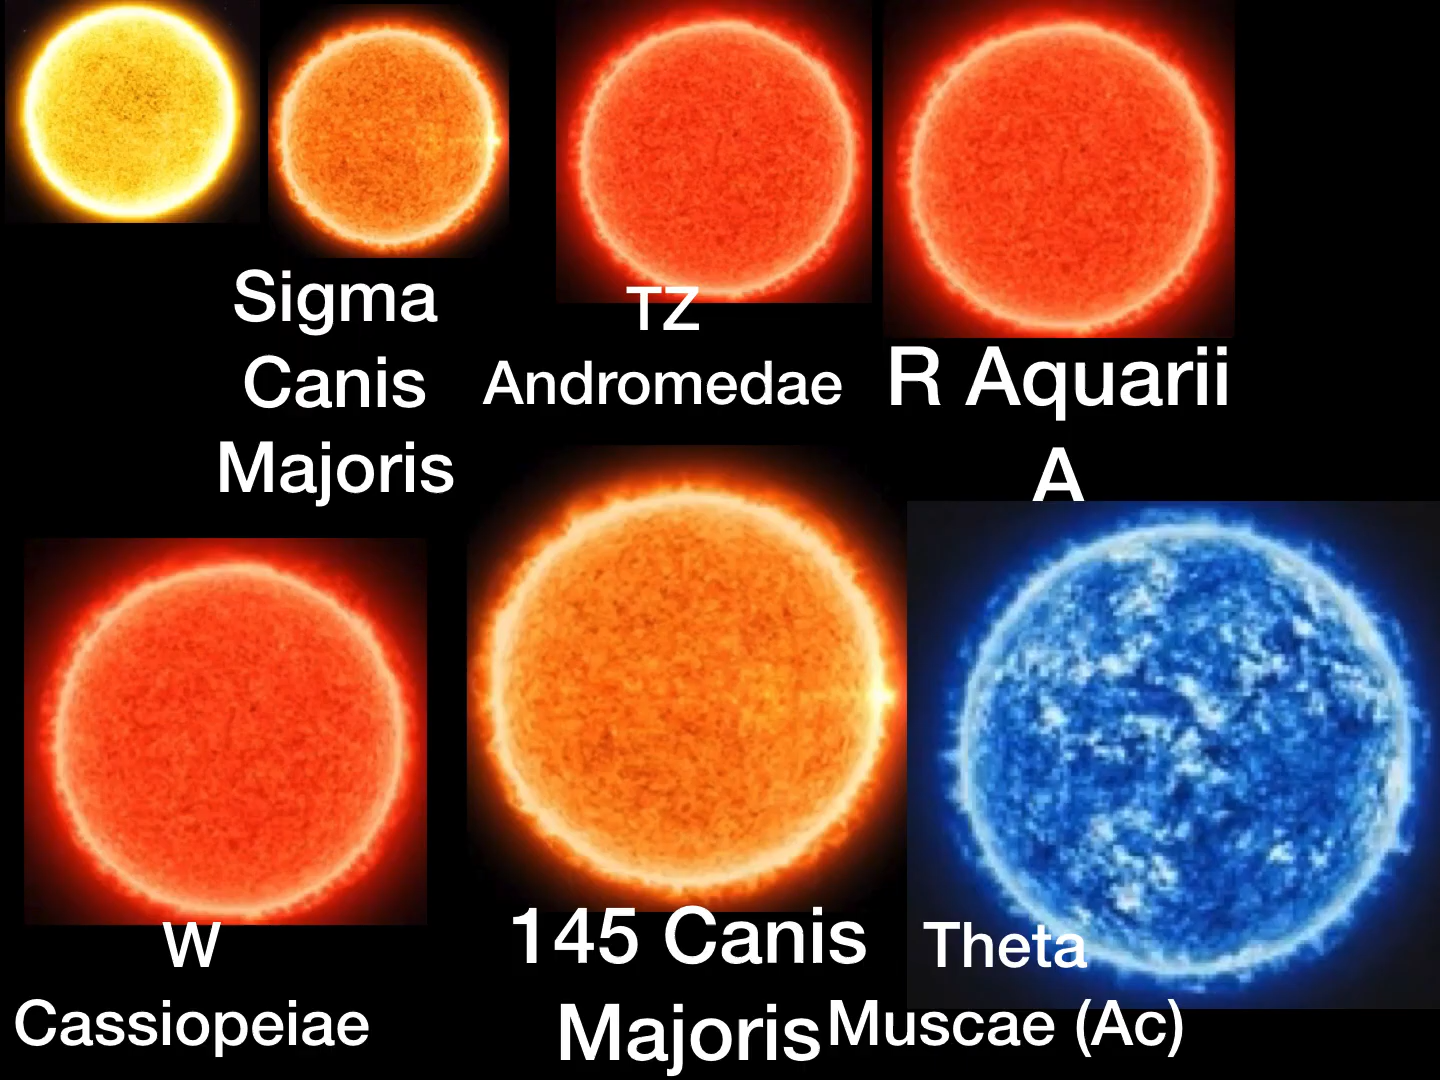 Sigma
Canis
Majoris
TZ
Andromedae
R Aquarii
A
W
Cassiopeiae
145 Canis
Majoris
Theta
Muscae (Ac)